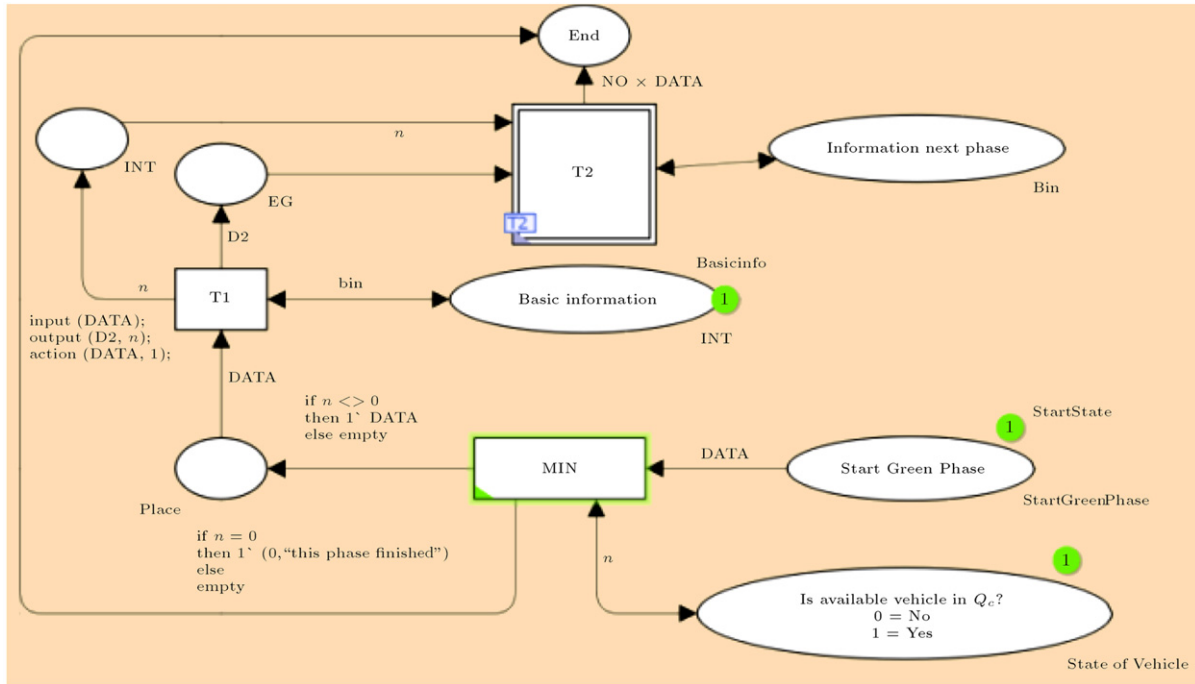 End
NO × DATA
n
INT
EG
T2
T2
Information next phase
Bin
D2
Basicinfo
n
T1
bin
Basic information
1
INT
input (DATA);
output (D2, n);
action (DATA, 1);
DATA
if n <> 0
then 1` DATA
else empty
StartState
1
MIN
DATA
Start Green Phase
StartGreenPhase
Place
if n = 0
then 1` (0,“this phase finished”)
else
empty
n
1
Is available vehicle in Qc?
0 = No
1 = Yes
State of Vehicle